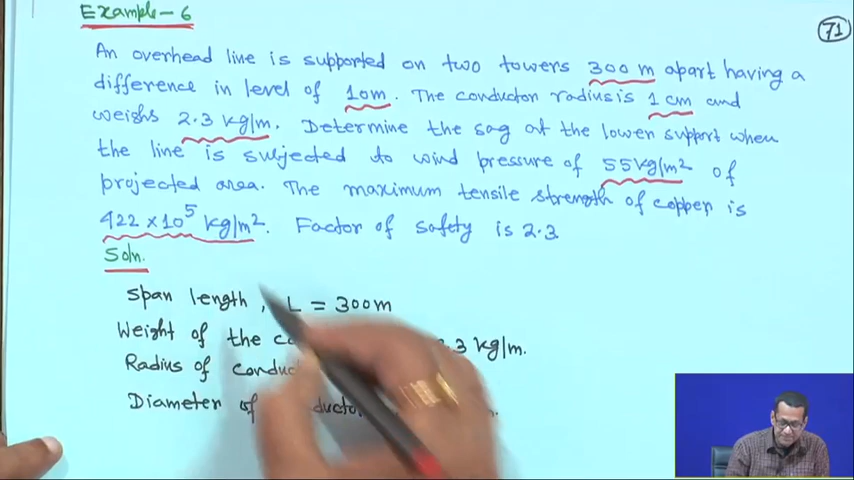 Example-6
71
An overhead line is supported on two towers 300 m apart having a
difference in level of 10m. The conductor radius is 1 cm and
weighs 2.3 kg/m. Determine the sag at the lower support when
the line is subjected to wind pressure of 55kg/m² of
projected area. The maximum tensile strength of copper is
422 ×10⁵ kg/m². Factor of safety is 2.3
Soln.
Span length, L = 300m
Weight of the kg/m.
Radius of
Diameter